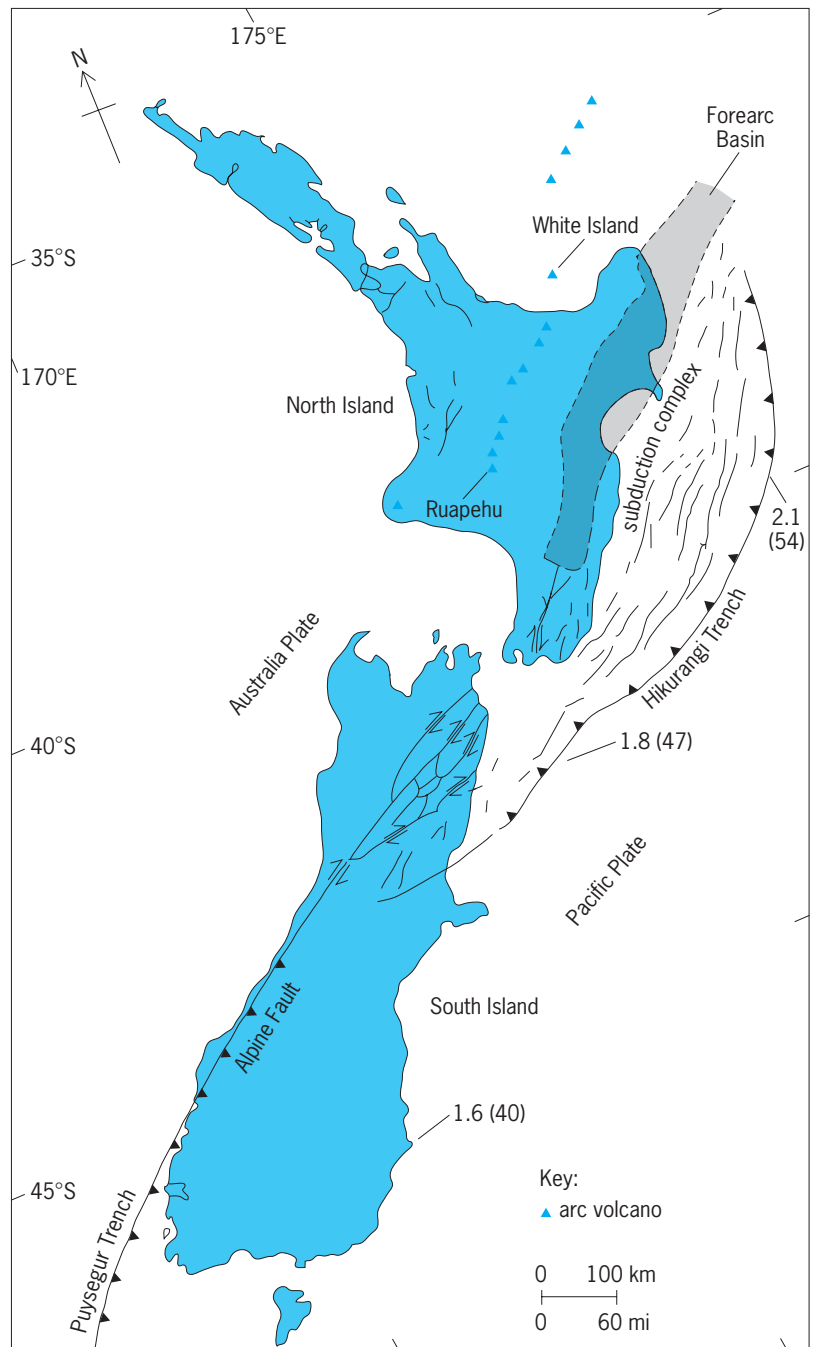 175°E
N
Forearc
Basin
White Island
35°S
170°E
North Island
subduction complex
Ruapehu
2.1
(54)
Hikurangi Trench
Australia Plate
40°S
1.8 (47)
Pacific Plate
South Island
Alpine Fault
1.6 (40)
Key:
arc volcano
45°S
Puysegur Trench
0 100 km
0 60 mi